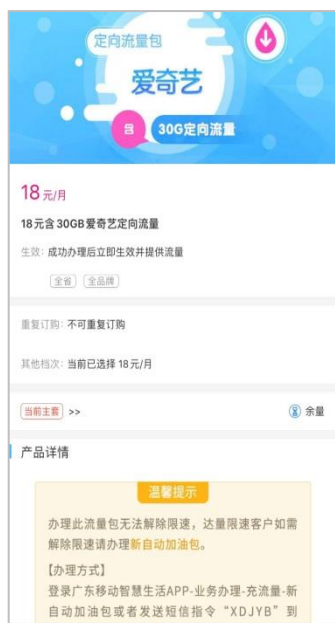 定向流量包
爱奇艺
含 30G定向流量
18 元/月
18元含30GB爱奇艺定向流量
生效: 成功办理后立即生效并提供流量
全省 全品牌
重复订购: 不可重复订购
其他档次: 当前已选择 18元/月
当前主套 >> 余量
产品详情
温馨提示
办理此流量包无法解除限速，达量限速客户如需
解除限速请办理新自动加油包。
【办理方式】
登录广东移动智慧生活APP-业务办理-充流量-新
自动加油包或者发送短信指令“XDJYB”到